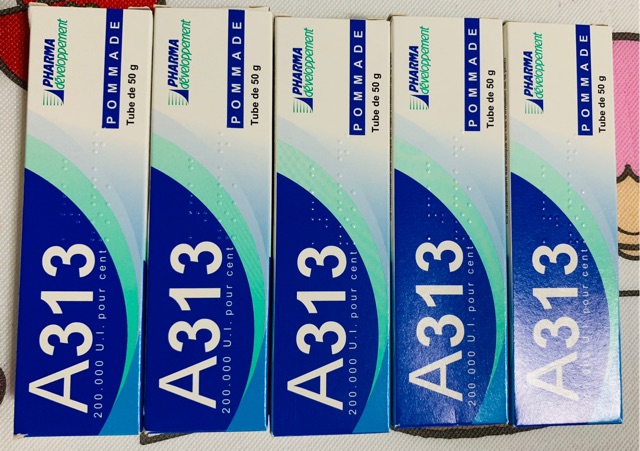 PHARMA
développement
POMMADE
Tube de 50 g
A313
200.000 U.I. pour cent
PHARMA
développement
POMMADE
Tube de 50 g
A313
200.000 U.I. pour cent
PHARMA
développement
POMMADE
Tube de 50 g
A313
200.000 U.I. pour cent
PHARMA
développement
POMMADE
Tube de 50 g
A313
200.000 U.I. pour cent
PHARMA
développement
POMMADE
Tube de 50 g
A313
U.I. pour cent